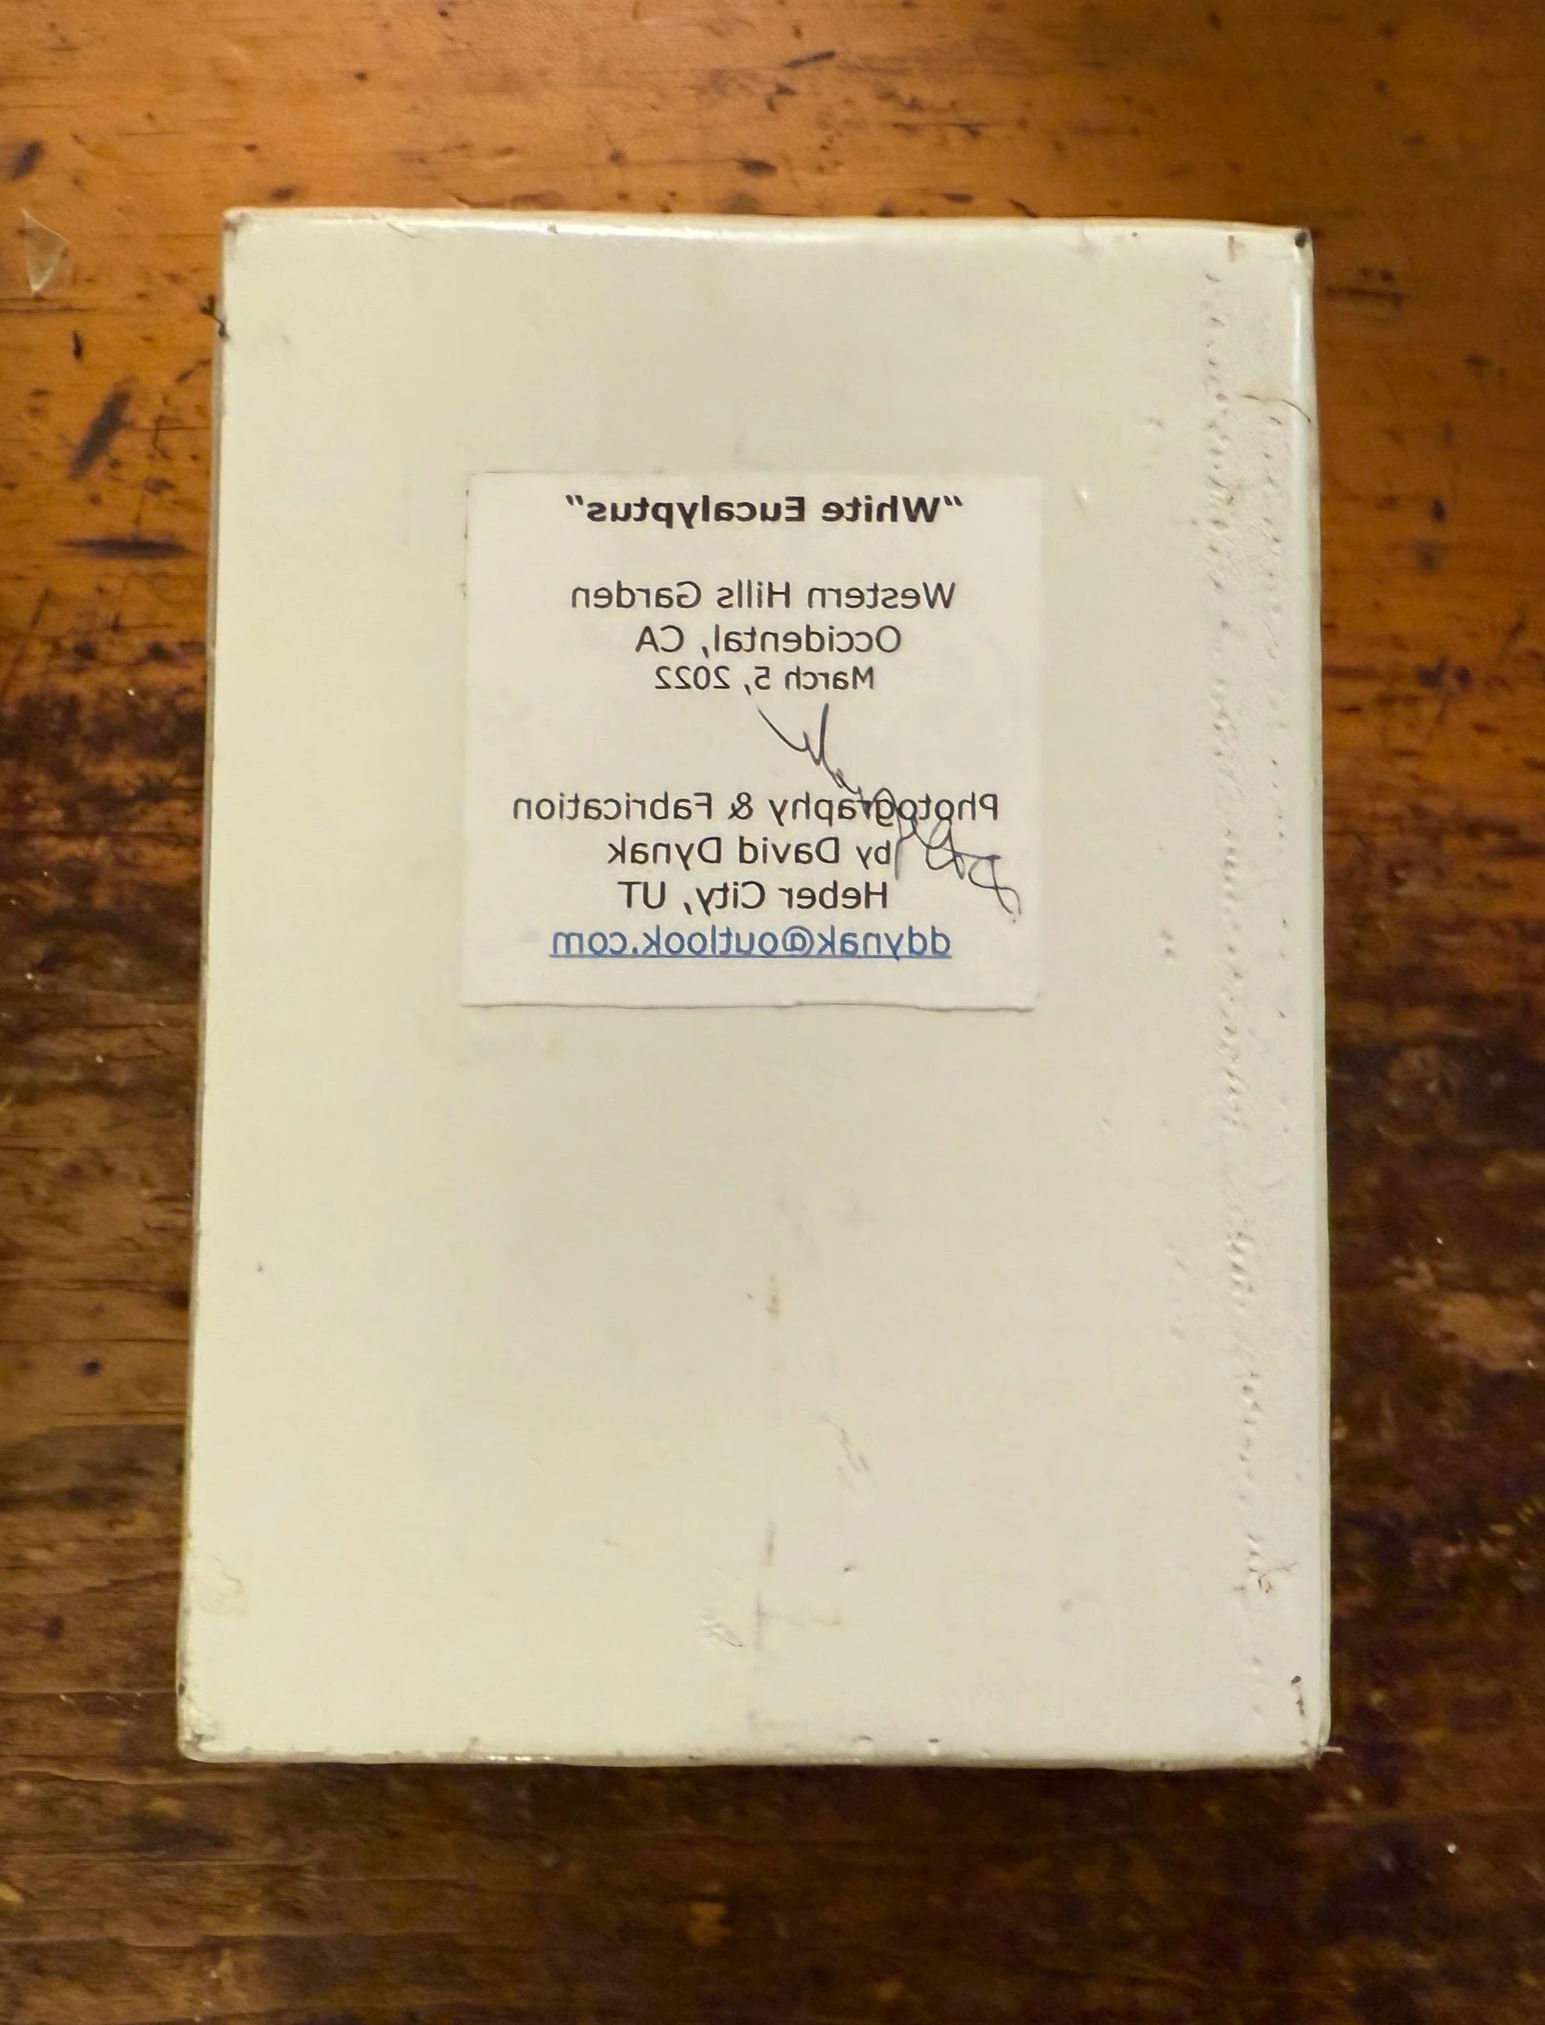 “White Eucalyptus”
Western Hills Garden
Occidental, CA
March 5, 2022
Photography & Fabrication
by David Dynak
Heber City, UT
ddynak@outlook.com